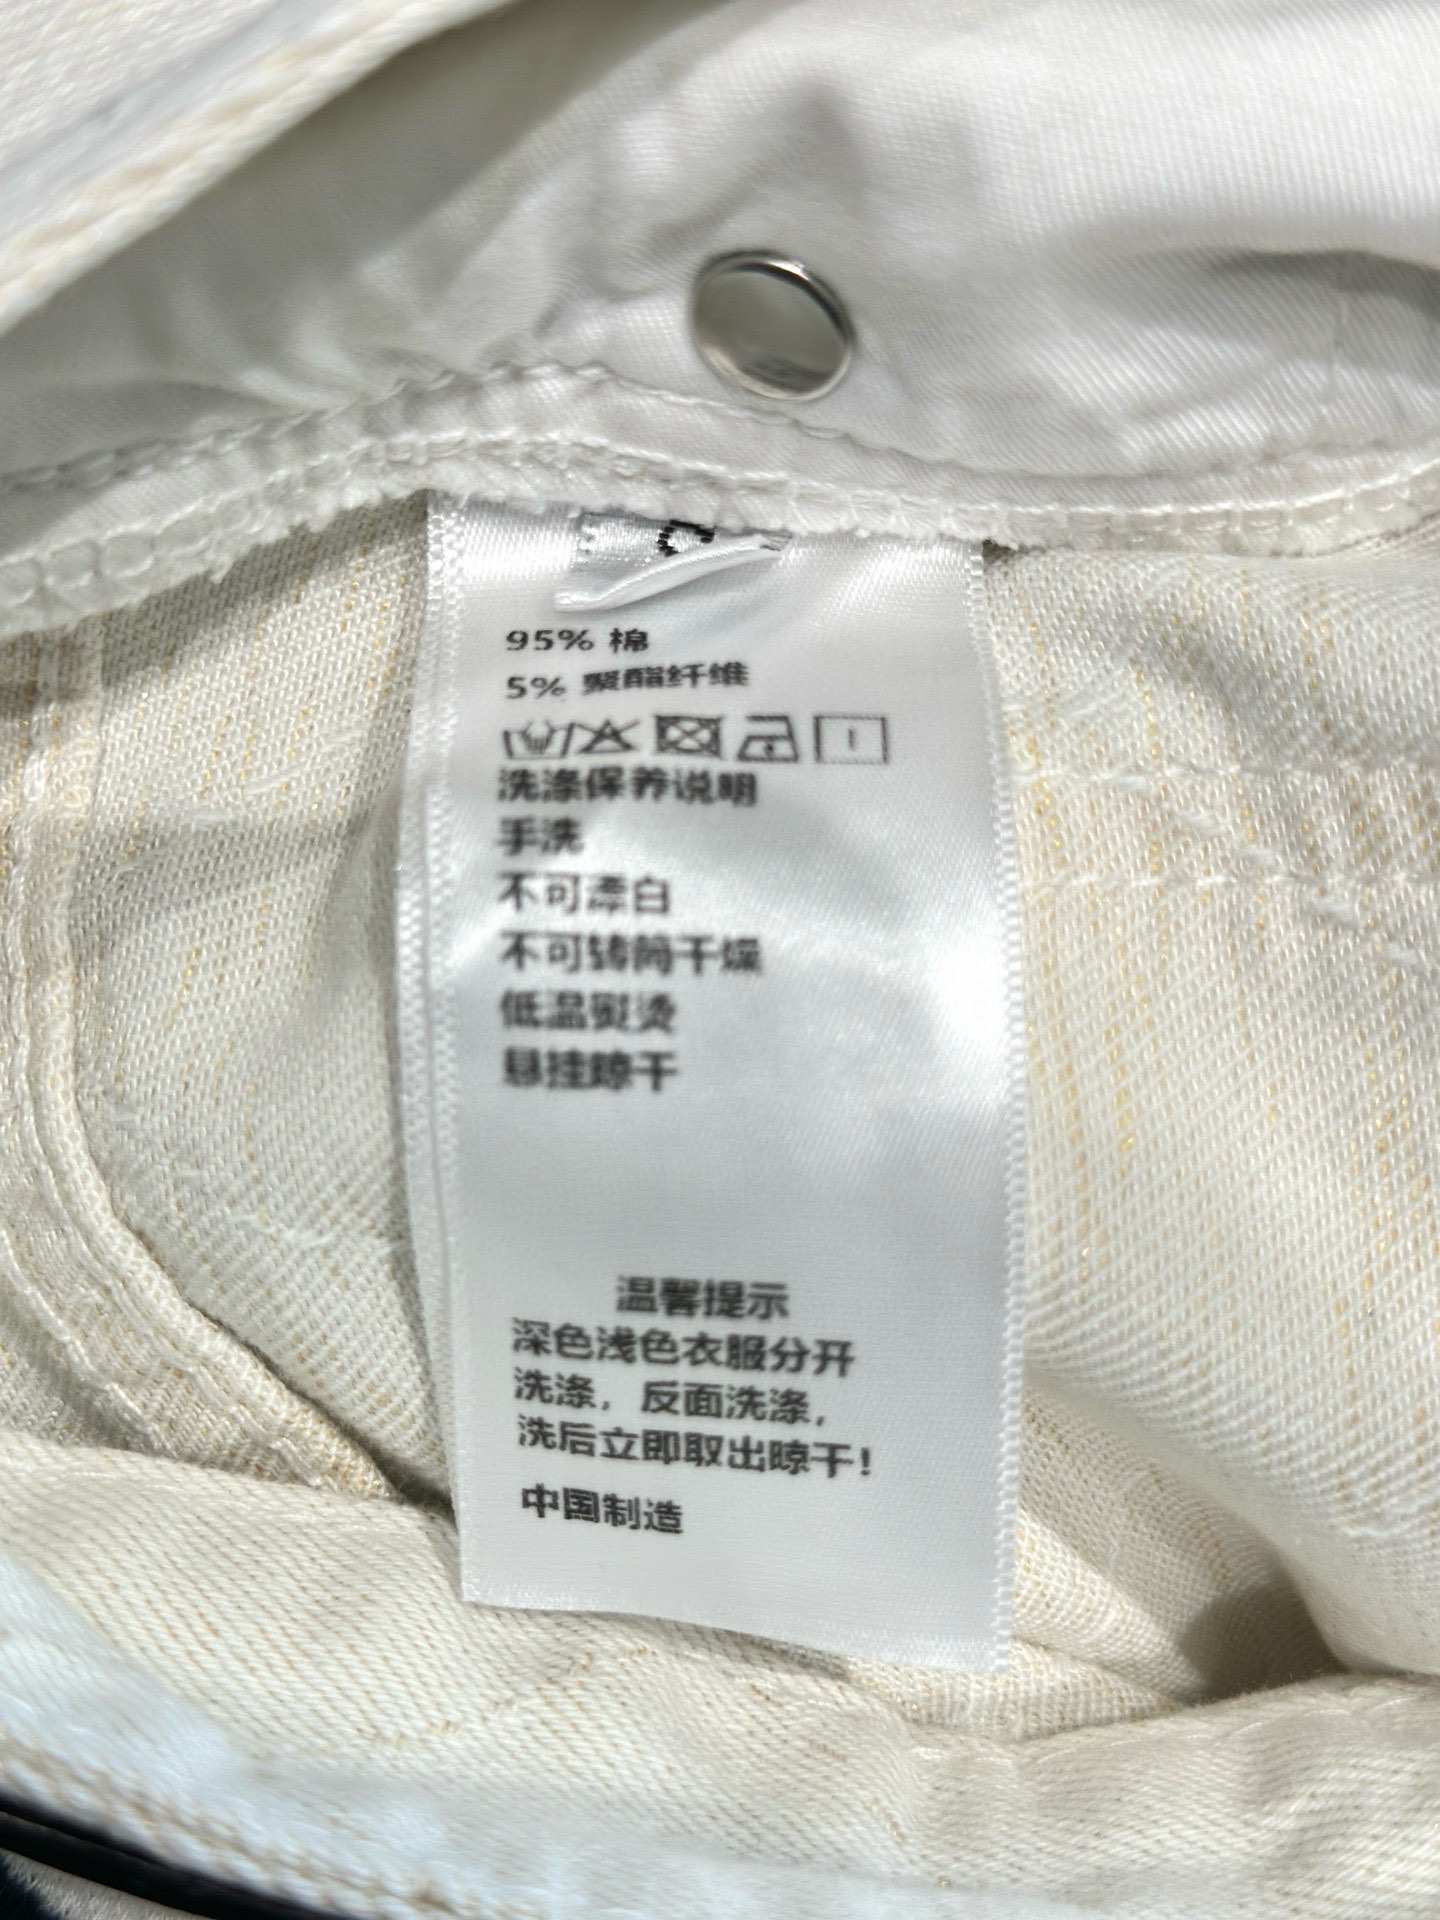 95% 棉
5% 聚酯纤维
洗涤保养说明
手洗
不可漂白
不可转筒干燥
低温熨烫
悬挂晾干
温馨提示
深色浅色衣服分开
洗涤，反面洗涤，
洗后立即取出晾干！
中国制造